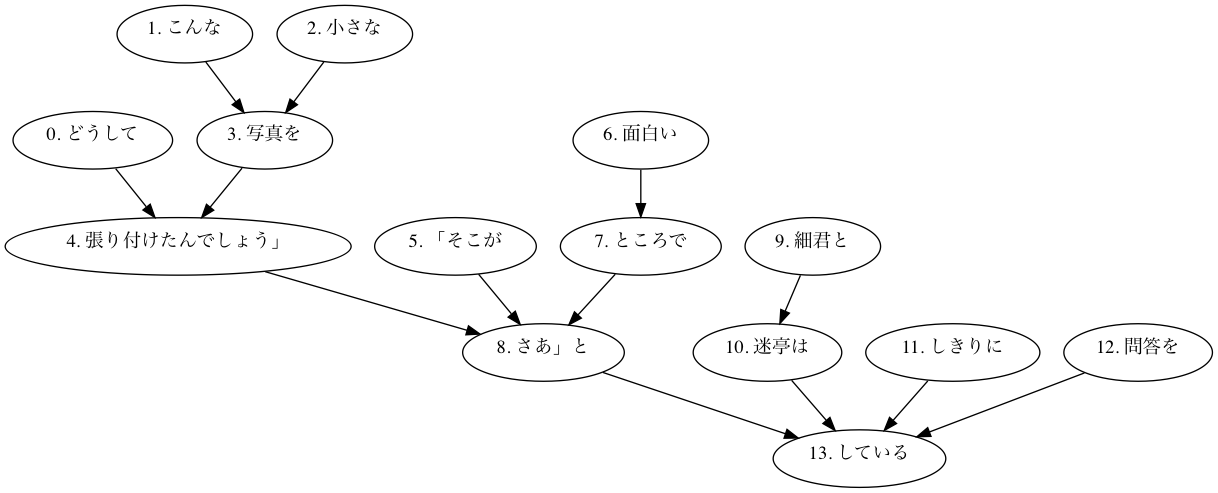 1. こんな
2. 小さな
0. どうして
3. 写真を
6. 面白い
4. 張り付けたんでしょう」
5. 「そこが
7. ところで
9. 細君と
8. さあ」と
10. 迷亭は
11. しきりに
12. 問答を
13. している